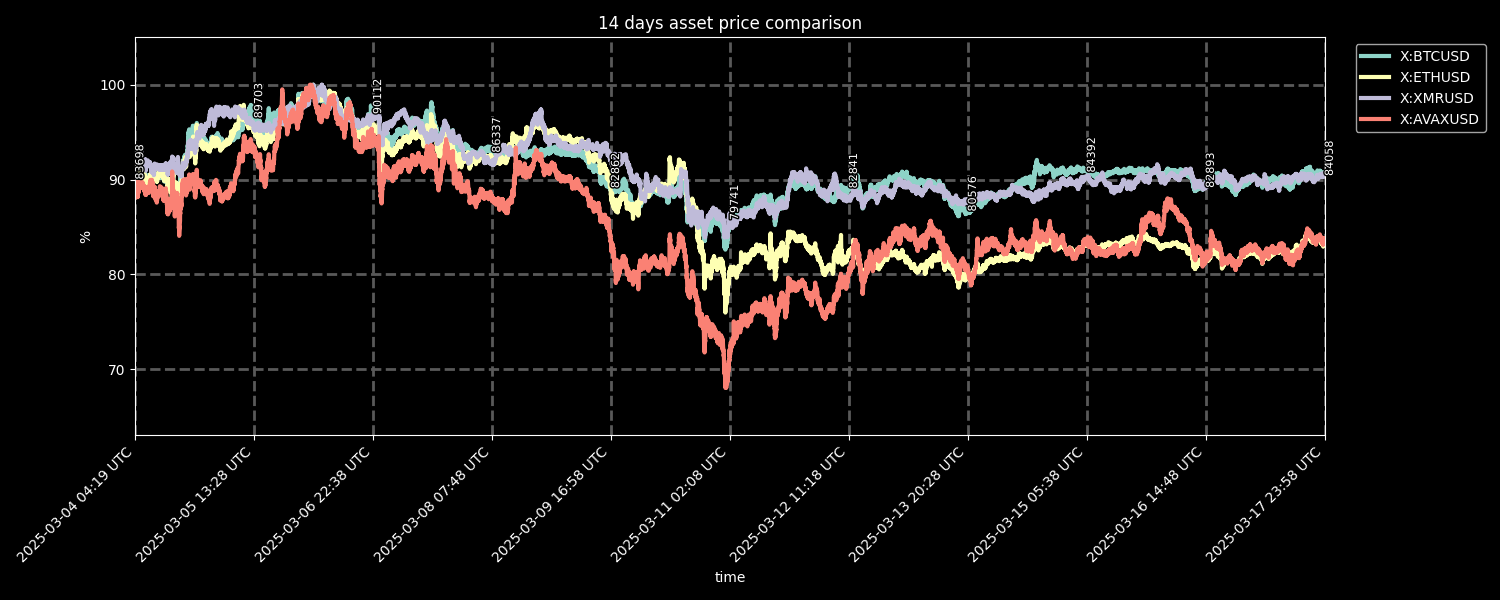 14 days asset price comparison
X:BTCUSD
X:ETHUSD
X:XMRUSD
X:AVAXUSD
100
90
80
70
%
83698
89703
90112
86337
82862
79741
82841
80576
84392
82893
84058
2025-03-04 04:19 UTC
2025-03-05 13:28 UTC
2025-03-06 22:38 UTC
2025-03-08 07:48 UTC
2025-03-09 16:58 UTC
2025-03-11 02:08 UTC
2025-03-12 11:18 UTC
2025-03-13 20:28 UTC
2025-03-15 05:38 UTC
2025-03-16 14:48 UTC
2025-03-17 23:58 UTC
time